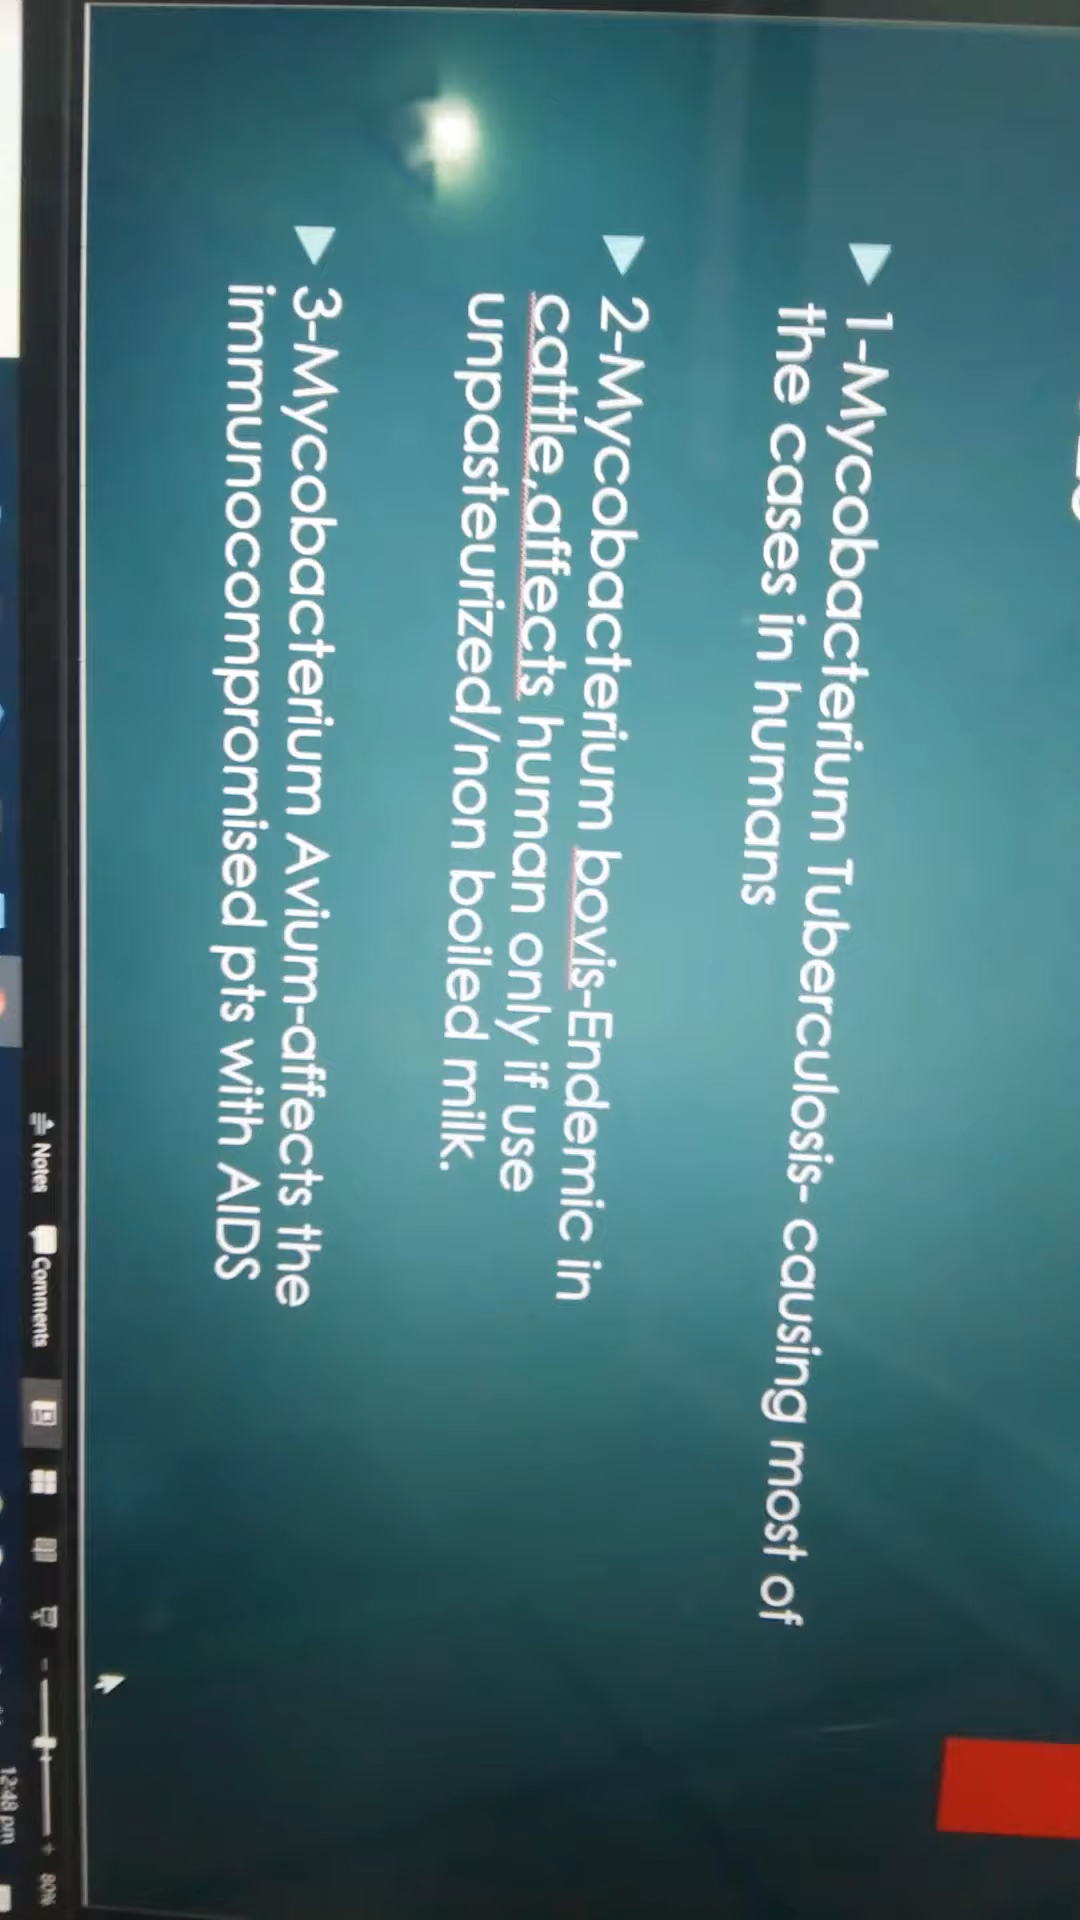 1-Mycobacterium Tuberculosis- causing most of
the cases in humans
2-Mycobacterium bovis-Endemic in
cattle,affects human only if use
unpasteurized/non boiled milk.
3-Mycobacterium Avium-affects the
immunocompromised pts with AIDS
Notes Comments
80%
12:48 pm